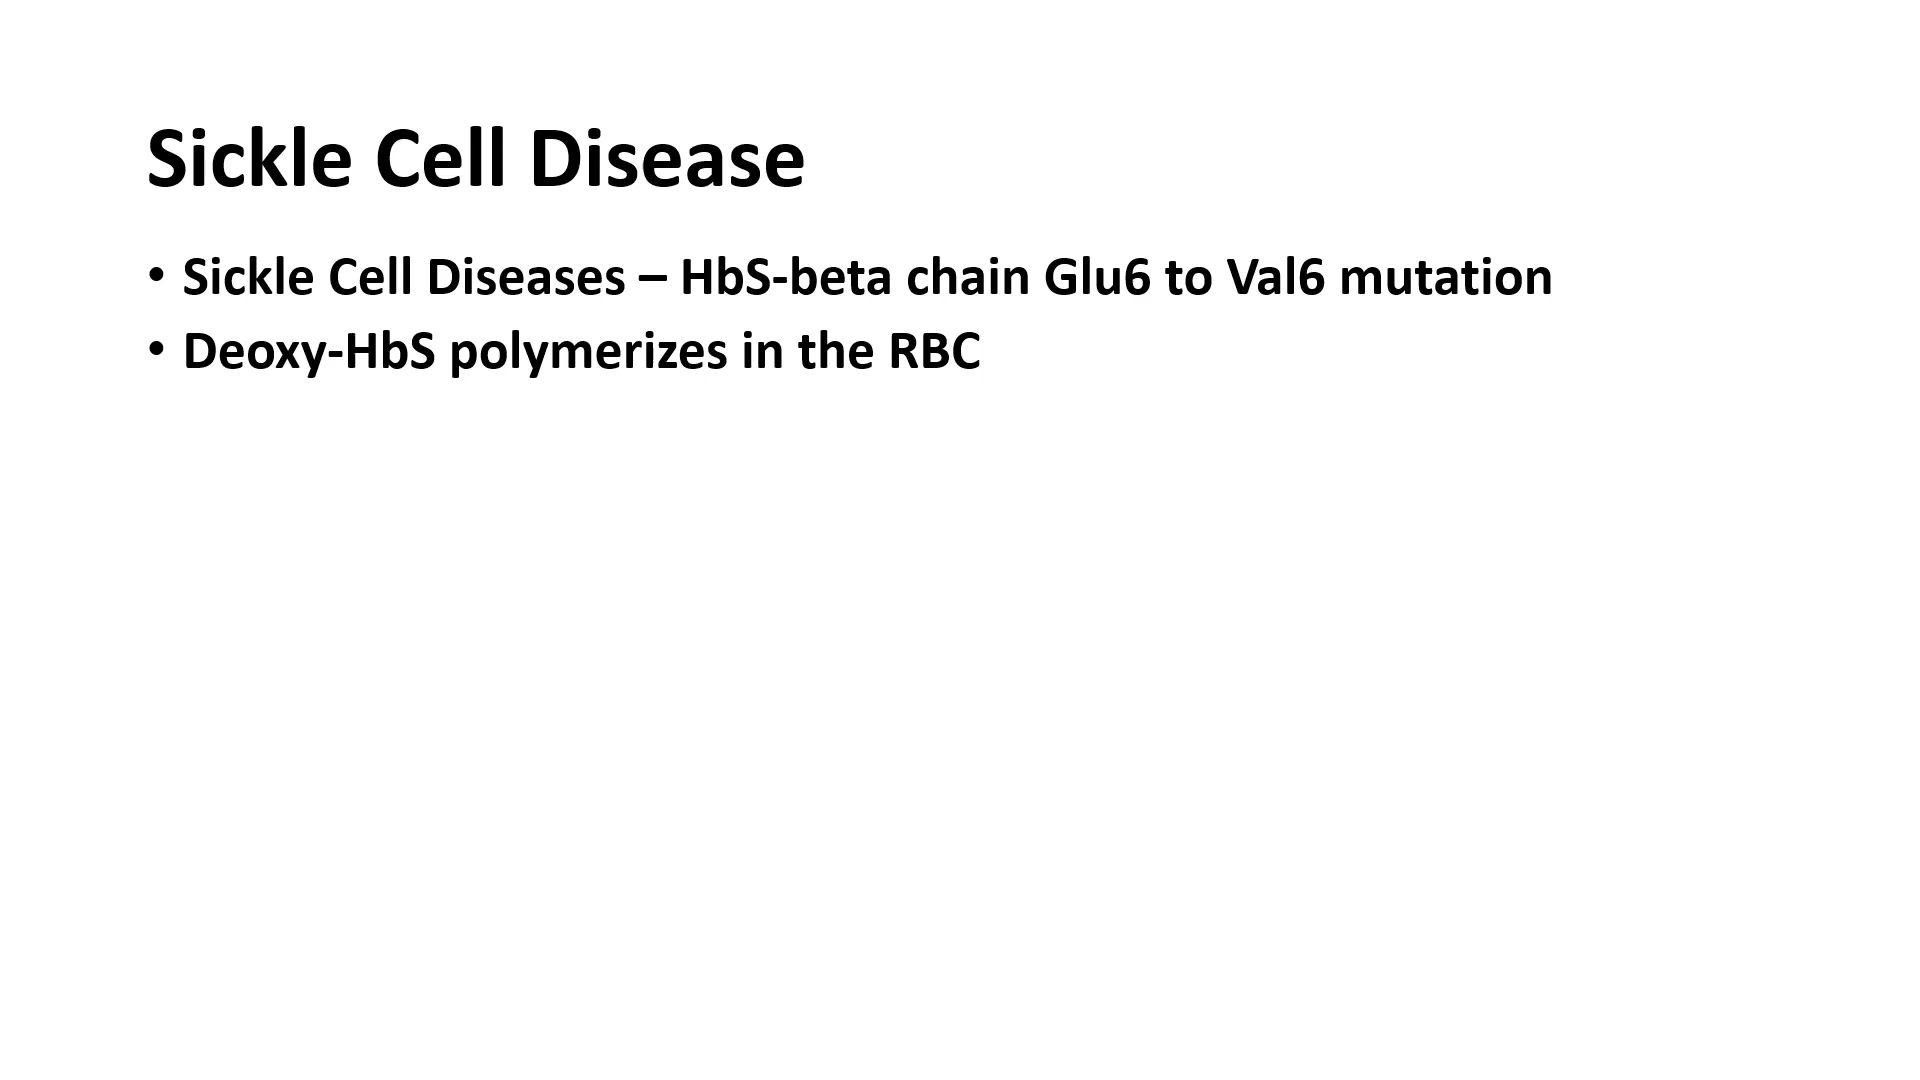 Sickle Cell Disease
• Sickle Cell Diseases – HbS-beta chain Glu6 to Val6 mutation
• Deoxy-HbS polymerizes in the RBC